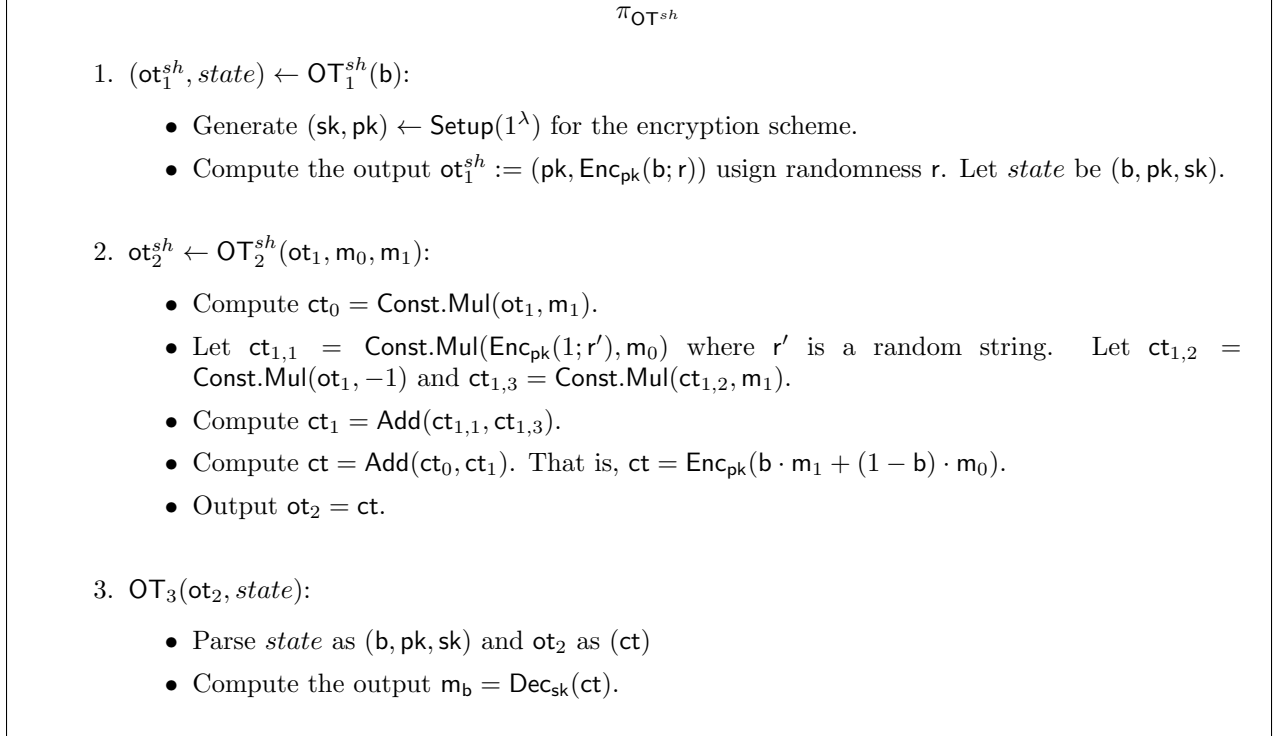 π_OT^sh
1. (ot_1^sh, state) ← OT_1^sh(b):
• Generate (sk, pk) ← Setup(1^λ) for the encryption scheme.
• Compute the output ot_1^sh := (pk, Enc_pk(b; r)) usign randomness r. Let state be (b, pk, sk).
2. ot_2^sh ← OT_2^sh(ot_1, m_0, m_1):
• Compute ct_0 = Const.Mul(ot_1, m_1).
• Let ct_{1,1} = Const.Mul(Enc_pk(1; r′), m_0) where r′ is a random string. Let ct_{1,2} =
Const.Mul(ot_1, −1) and ct_{1,3} = Const.Mul(ct_{1,2}, m_1).
• Compute ct_1 = Add(ct_{1,1}, ct_{1,3}).
• Compute ct = Add(ct_0, ct_1). That is, ct = Enc_pk(b · m_1 + (1 − b) · m_0).
• Output ot_2 = ct.
3. OT_3(ot_2, state):
• Parse state as (b, pk, sk) and ot_2 as (ct)
• Compute the output m_b = Dec_sk(ct).